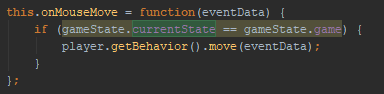 this.onMouseMove = function(eventData) {
    if (gameState.currentState == gameState.game) {
        player.getBehavior().move(eventData);
    }
};